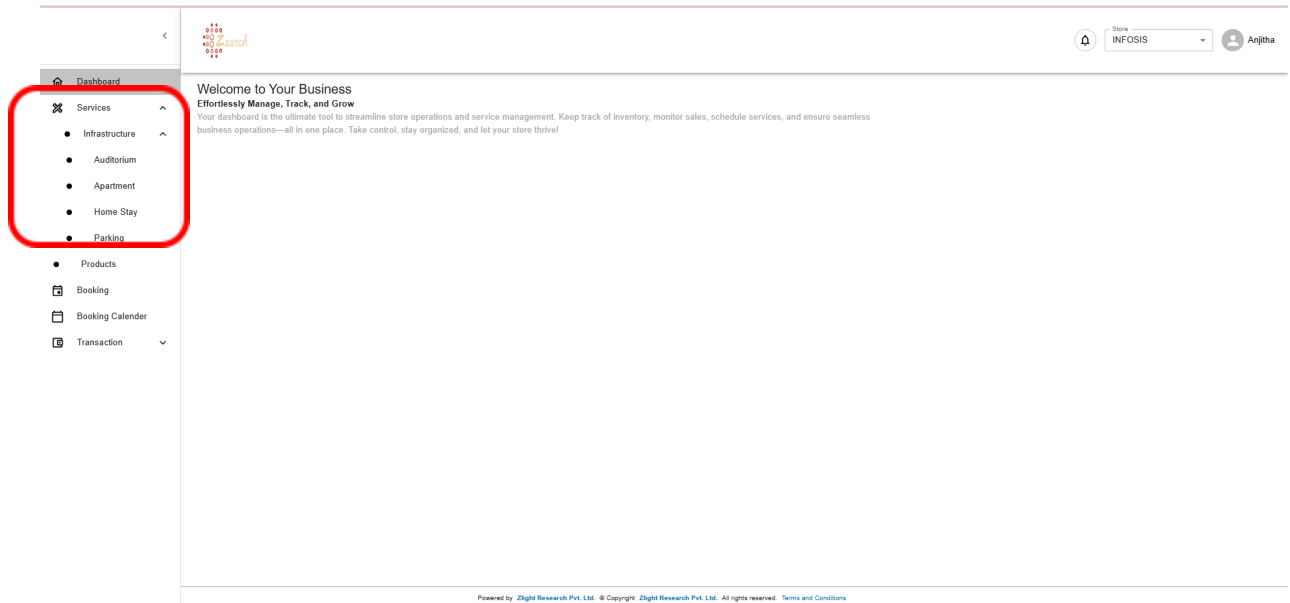 Zsearch
Store
INFOSIS
Anjitha
Dashboard
Services
Infrastructure
Auditorium
Apartment
Home Stay
Parking
Products
Booking
Booking Calender
Transaction
Welcome to Your Business
Effortlessly Manage, Track, and Grow
Your dashboard is the ultimate tool to streamline store operations and service management. Keep track of inventory, monitor sales, schedule services, and ensure seamless
business operations—all in one place. Take control, stay organized, and let your store thrive!
Powered by Zlight Research Pvt. Ltd. © Copyright Zlight Research Pvt. Ltd. All rights reserved. Terms and Conditions